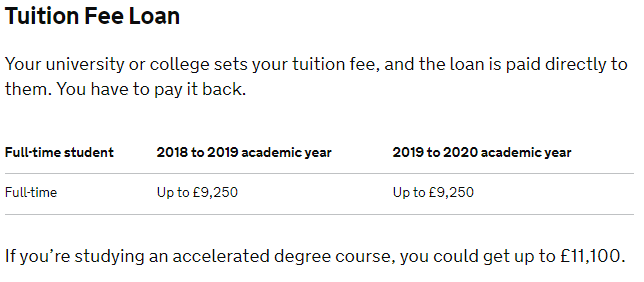 Tuition Fee Loan
Your university or college sets your tuition fee, and the loan is paid directly to
them. You have to pay it back.
Full-time student 2018 to 2019 academic year 2019 to 2020 academic year
Full-time Up to £9,250 Up to £9,250
If you’re studying an accelerated degree course, you could get up to £11,100.